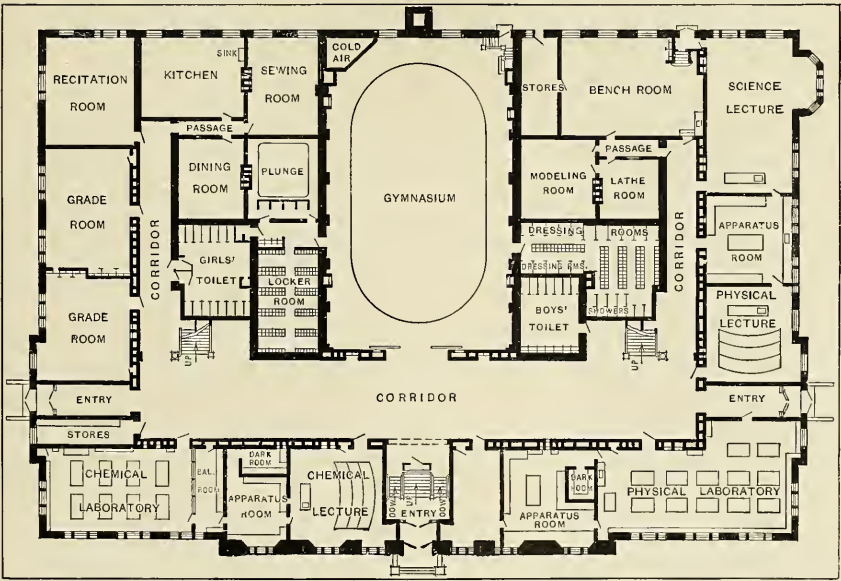 COLD
AIR
RECITATION
ROOM
KITCHEN
SINK
SEWING
ROOM
STORES
BENCH ROOM
SCIENCE
LECTURE
PASSAGE
DINING
ROOM
PLUNGE
GYMNASIUM
MODELING
ROOM
PASSAGE
LATHE
ROOM
GRADE
ROOM
CORRIDOR
GIRLS'
TOILET
LOCKER
ROOM
DRESSING ROOMS
DRESSING RMS.
SHOWERS
BOYS'
TOILET
CORRIDOR
APPARATUS
ROOM
PHYSICAL
LECTURE
GRADE
ROOM
UP
UP
CORRIDOR
ENTRY
ENTRY
STORES
CHEMICAL
LABORATORY
BAL.
ROOM
DARK
ROOM
APPARATUS
ROOM
CHEMICAL
LECTURE
DOWN
UP
DOWN
ENTRY
DARK
ROOM
APPARATUS
ROOM
PHYSICAL LABORATORY